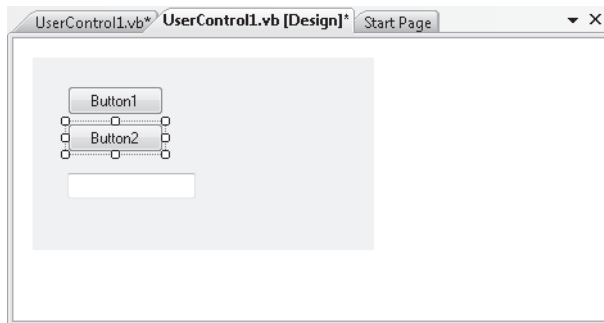 UserControl1.vb* UserControl1.vb [Design]* Start Page
Button1
Button2